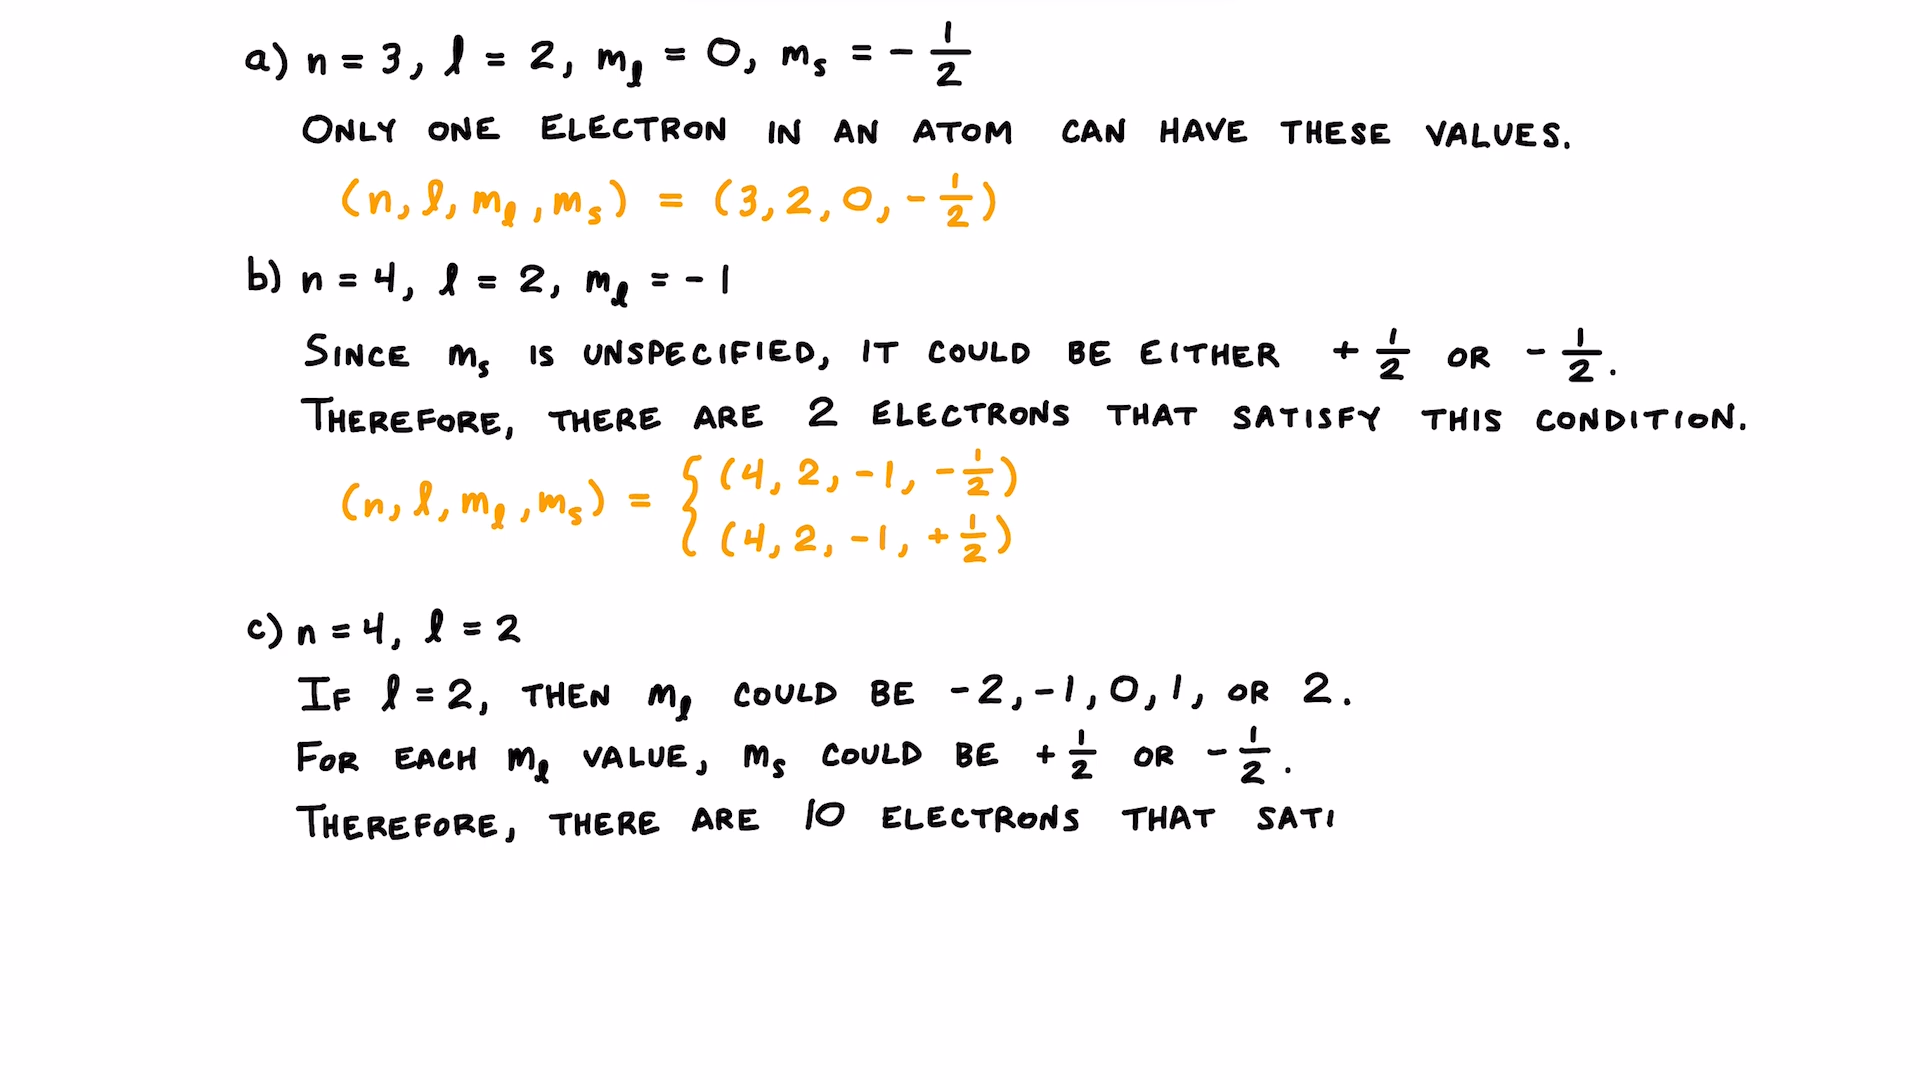 a) n = 3, l = 2, mₗ = 0, mₛ = - 1/2
ONLY ONE ELECTRON IN AN ATOM CAN HAVE THESE VALUES.
(n, l, mₗ, mₛ) = (3, 2, 0, - 1/2)
b) n = 4, l = 2, mₗ = - 1
SINCE mₛ IS UNSPECIFIED, IT COULD BE EITHER + 1/2 OR - 1/2.
THEREFORE, THERE ARE 2 ELECTRONS THAT SATISFY THIS CONDITION.
(n, l, mₗ, mₛ) = { (4, 2, -1, - 1/2)
(4, 2, -1, + 1/2)
c) n = 4, l = 2
IF l = 2, THEN mₗ COULD BE -2, -1, 0, 1, OR 2.
FOR EACH mₗ VALUE, mₛ COULD BE + 1/2 OR - 1/2.
THEREFORE, THERE ARE 10 ELECTRONS THAT SATI